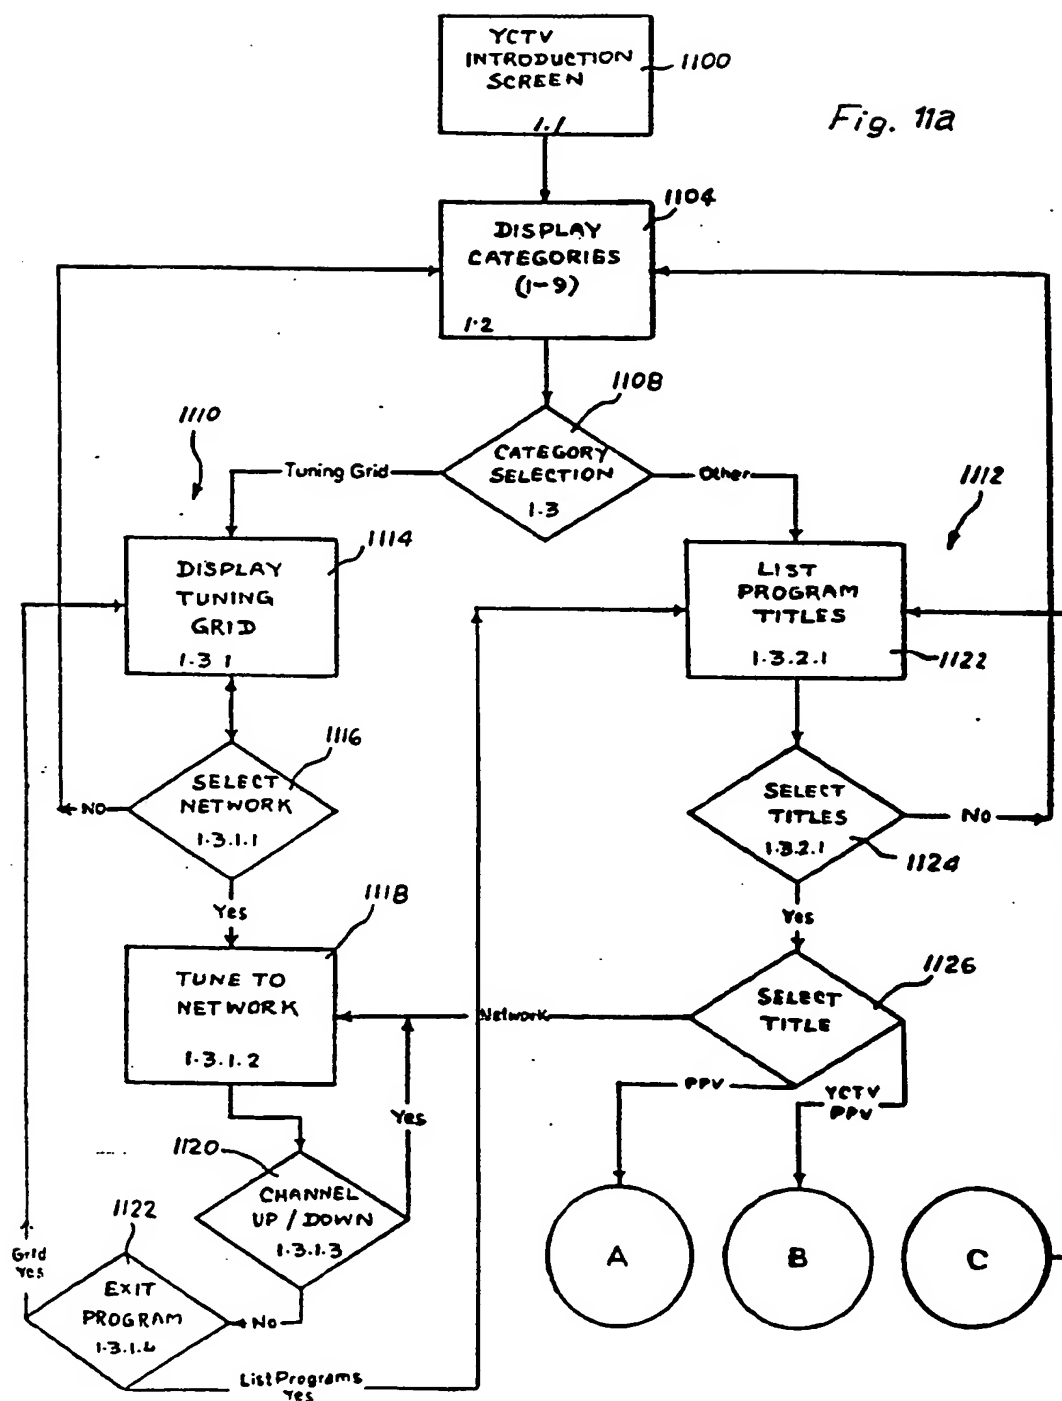 YCTV
INTRODUCTION
SCREEN
1.1
1100
Fig. 11a
1104
DISPLAY
CATEGORIES
(1-9)
1.2
1108
1110
CATEGORY
SELECTION
1.3
Tuning Grid
Other
1112
1114
DISPLAY
TUNING
GRID
1.3 1
LIST
PROGRAM
TITLES
1.3.2.1
1122
1116
SELECT
NETWORK
1.3.1.1
NO
SELECT
TITLES
1.3.2.1
No
1124
Yes
Yes
1118
TUNE TO
NETWORK
1.3.1.2
Network
1126
SELECT
TITLE
PPV
YCTV
PPV
Yes
1120
CHANNEL
UP / DOWN
1.3.1.3
1122
Grid
Yes
EXIT
PROGRAM
1.3.1.4
No
A
B
C
List Programs
Yes